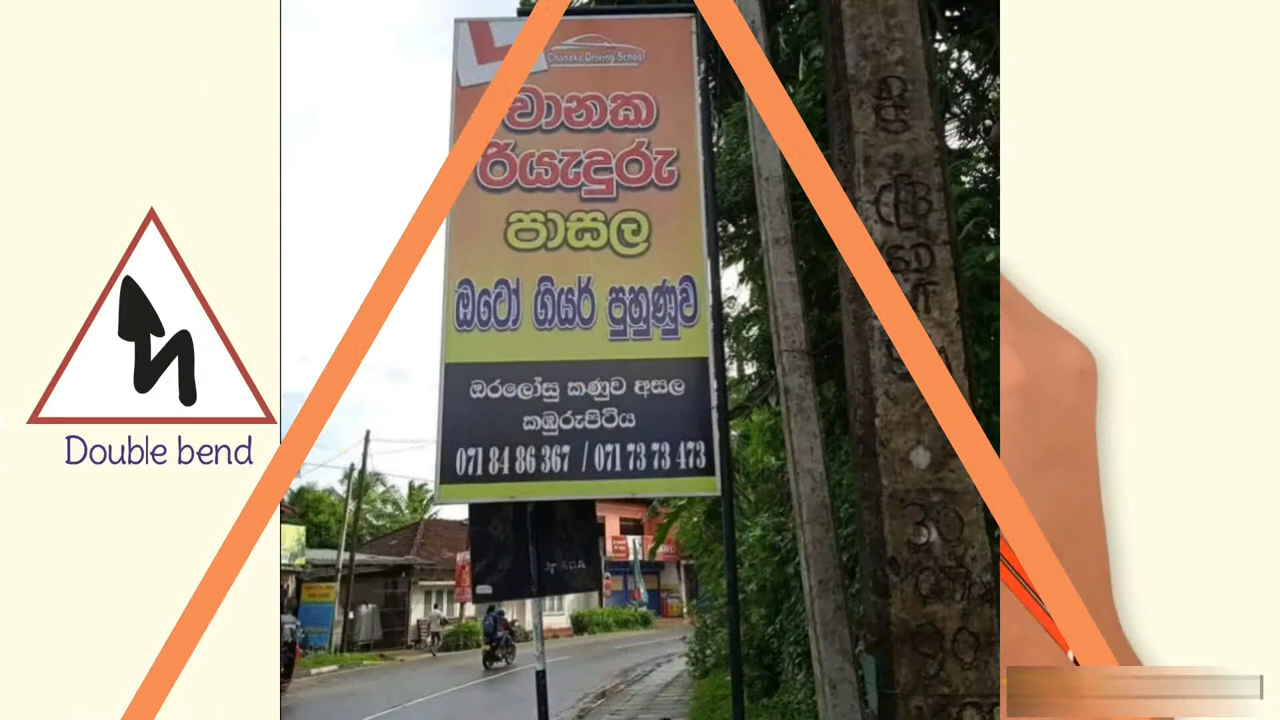 Chanaka Driving School
චානක
රියැදුරු
පාසල
ඔටෝ ගියර් පුහුණුව
ඔරලෝසු කණුව අසල
කඹුරුපිටිය
071 84 86 367 / 071 73 73 473
Double bend